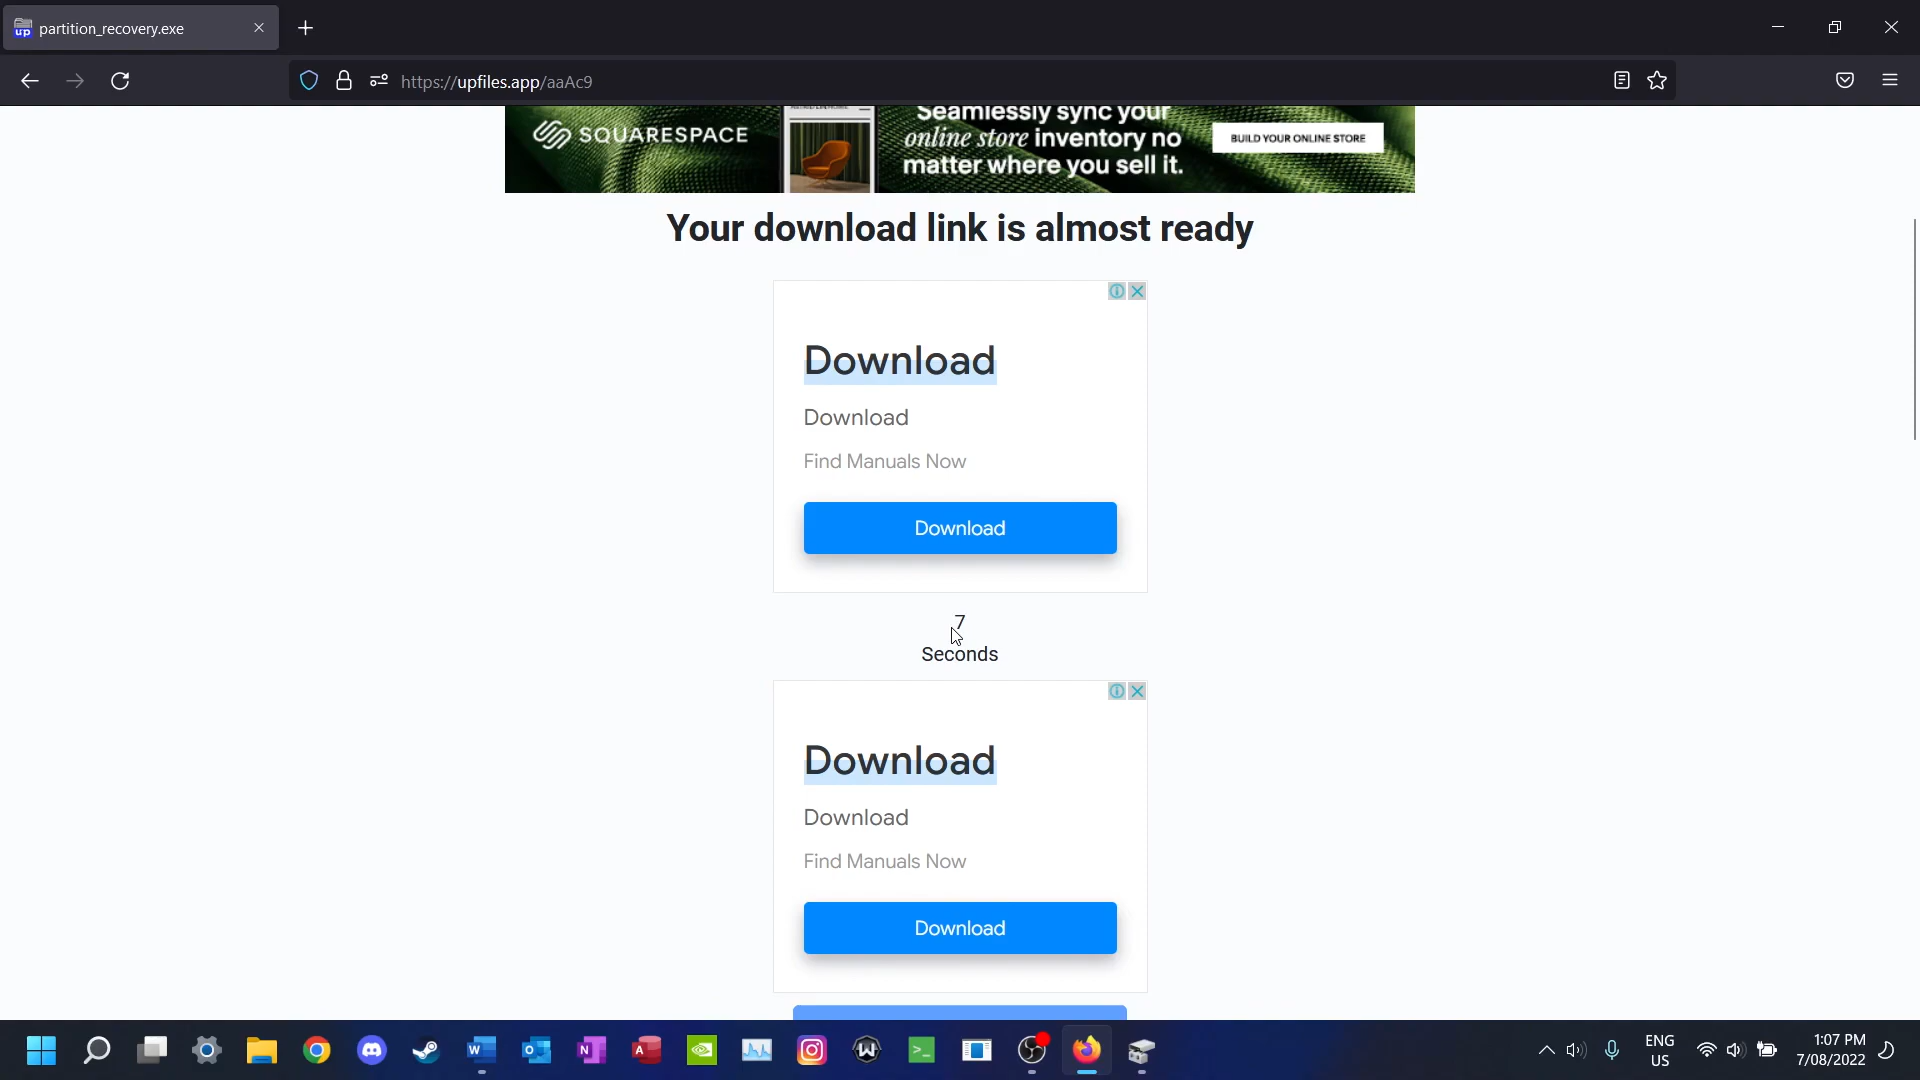 partition_recovery.exe
https://upfiles.app/aaAc9
SQUARESPACE
Seamlessly sync your
online store inventory no
matter where you sell it.
BUILD YOUR ONLINE STORE
Your download link is almost ready
Download
Download
Find Manuals Now
Download
7
Seconds
Download
Download
Find Manuals Now
Download
ENG
US
1:07 PM
7/08/2022